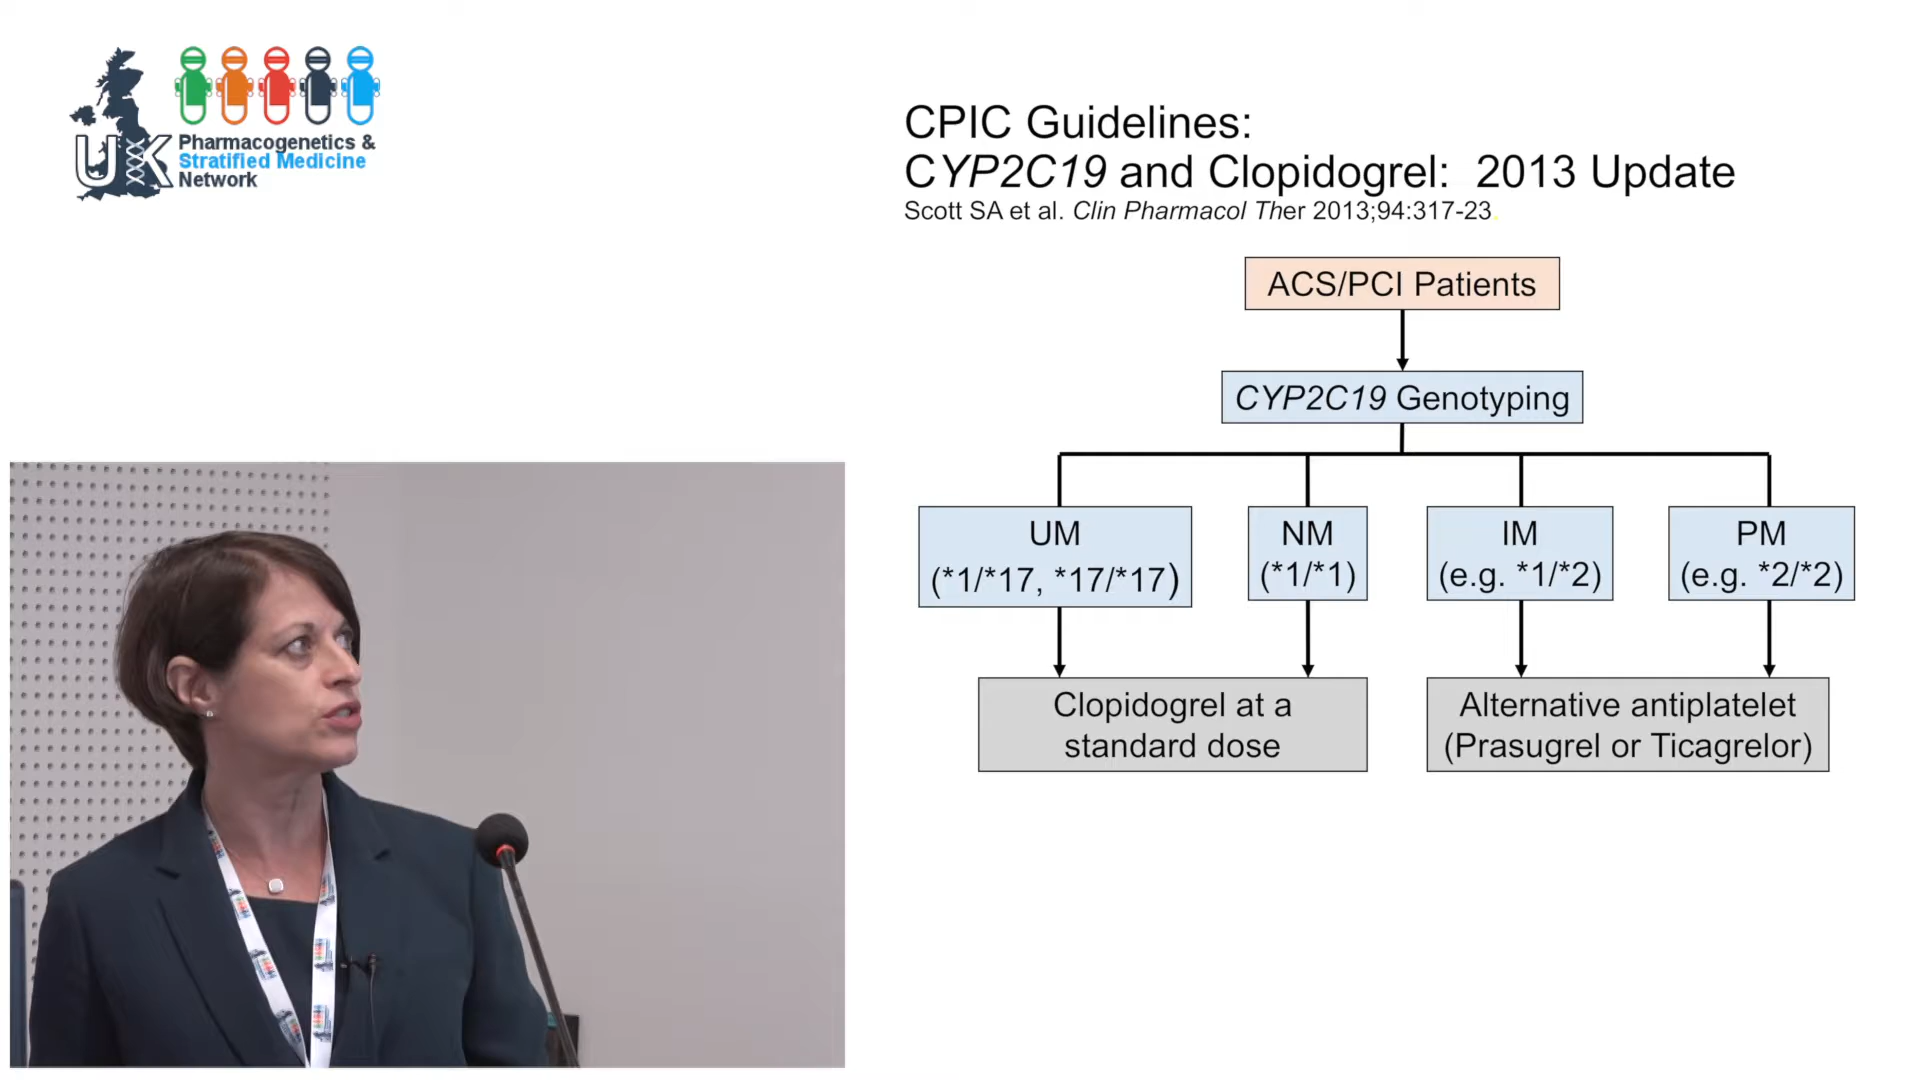 UK
Pharmacogenetics &
Stratified Medicine
Network
CPIC Guidelines:
CYP2C19 and Clopidogrel: 2013 Update
Scott SA et al. Clin Pharmacol Ther 2013;94:317-23.
ACS/PCI Patients
CYP2C19 Genotyping
UM
(*1/*17, *17/*17)
NM
(*1/*1)
IM
(e.g. *1/*2)
PM
(e.g. *2/*2)
Clopidogrel at a
standard dose
Alternative antiplatelet
(Prasugrel or Ticagrelor)